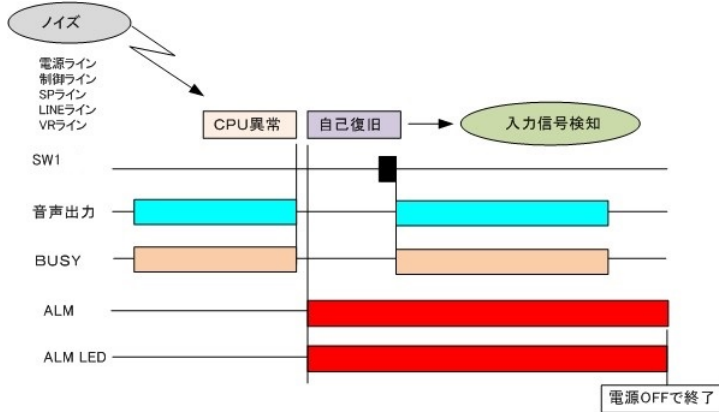 ノイズ
電源ライン
制御ライン
SPライン
LINEライン
VRライン
CPU異常
自己復旧
入力信号検知
SW1
音声出力
BUSY
ALM
ALM LED
電源OFFで終了